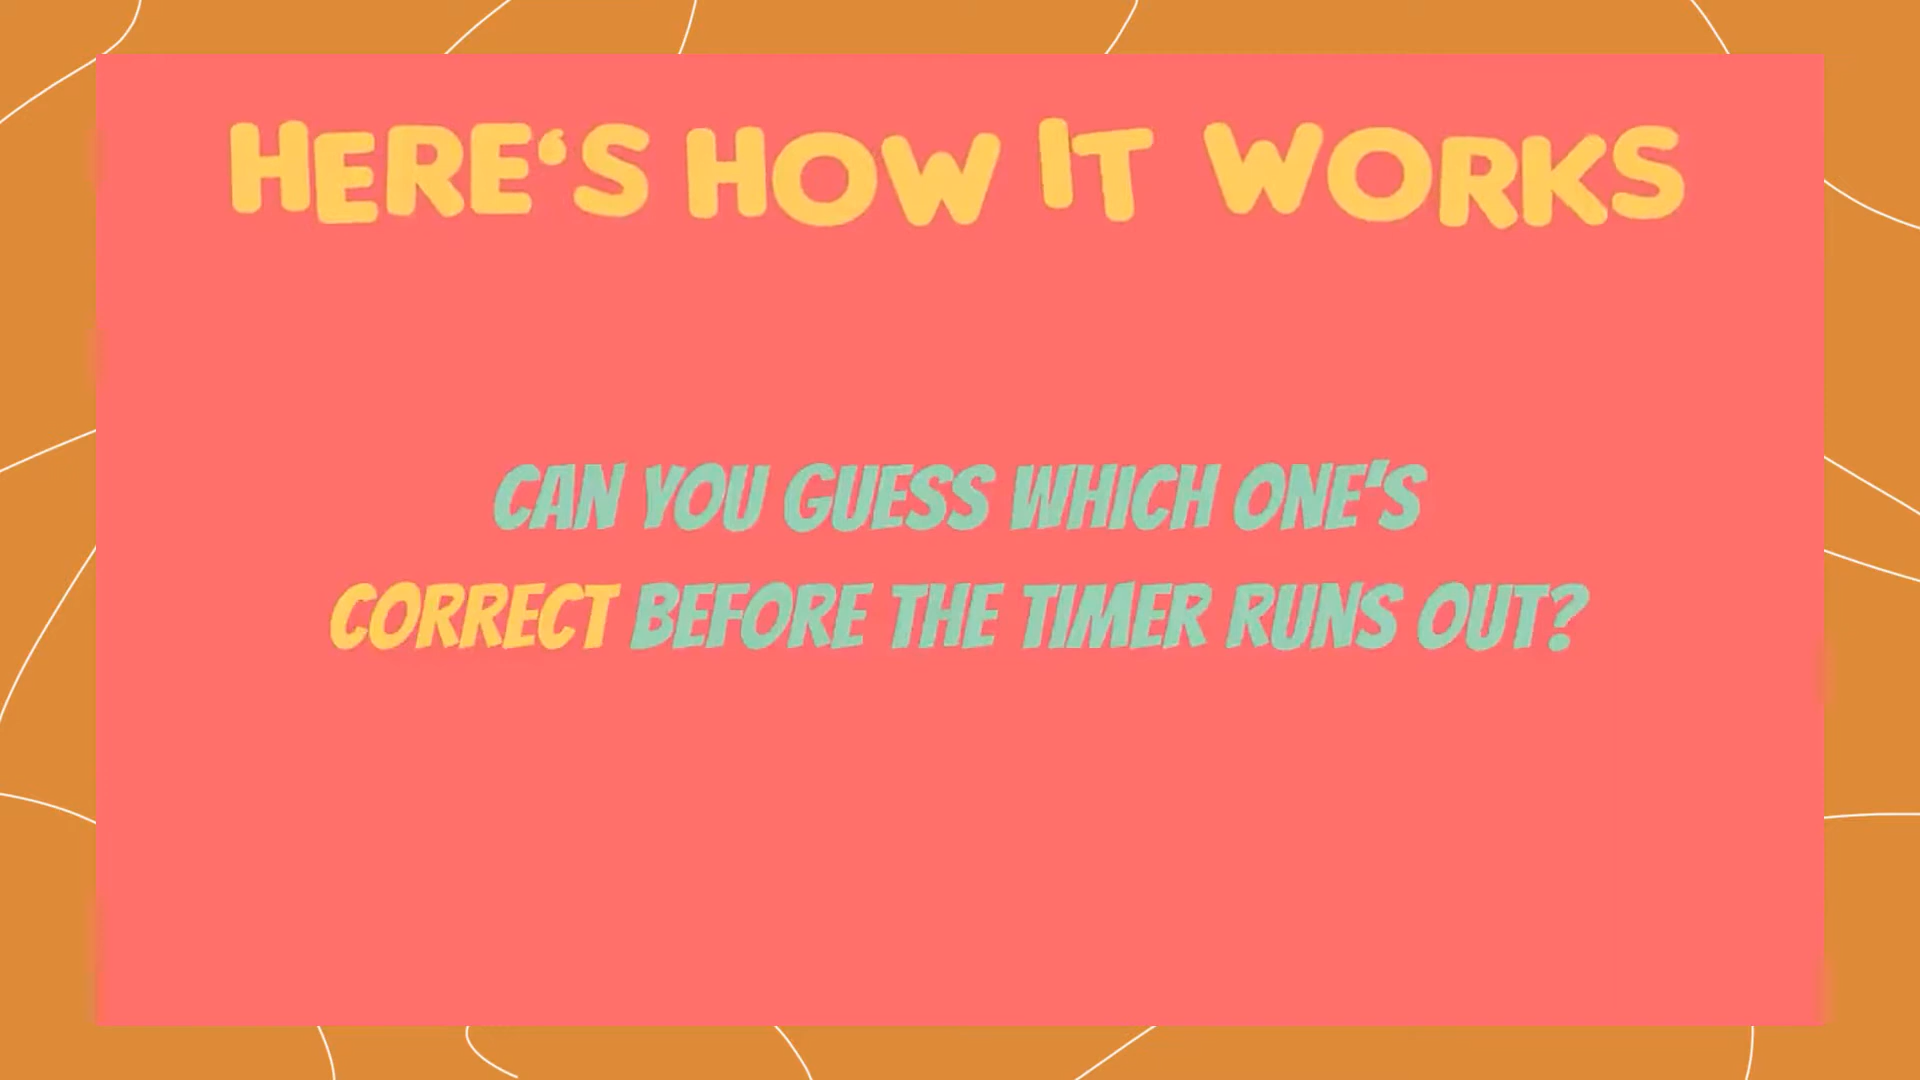 HERE‘S HOW IT WORKS
CAN YOU GUESS WHICH ONE'S
CORRECT BEFORE THE TIMER RUNS OUT?